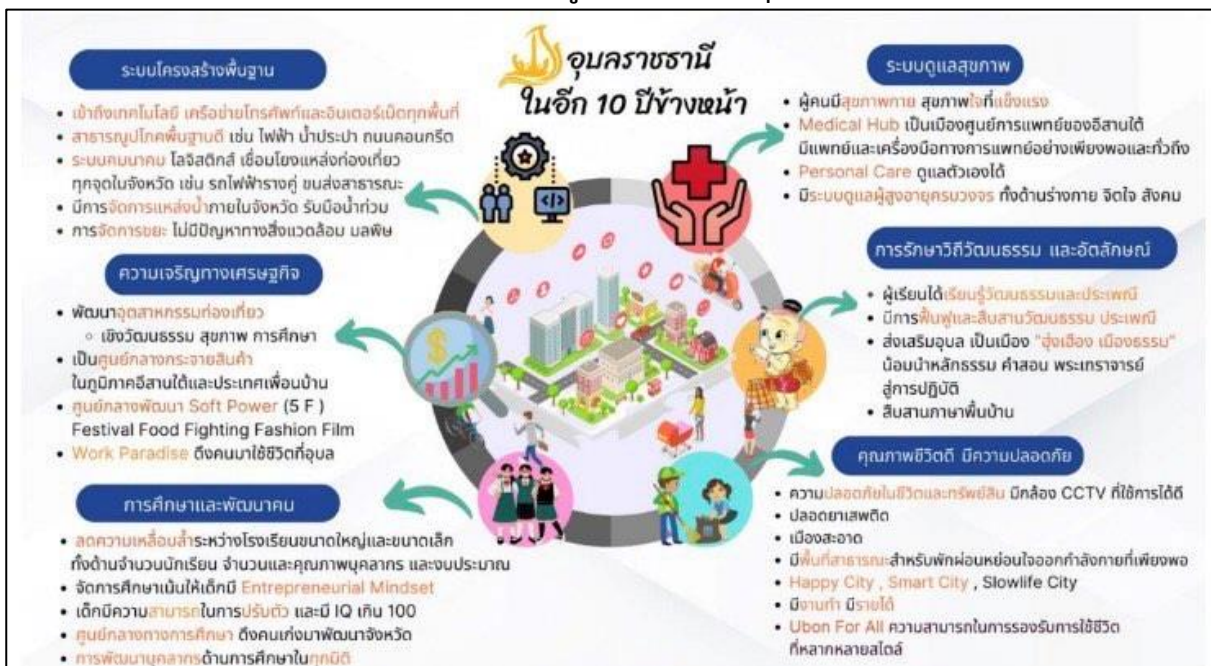 อุบลราชธานี
ในอีก 10 ปีข้างหน้า
ระบบโครงสร้างพื้นฐาน
• เข้าถึงเทคโนโลยี เครือข่ายโทรศัพท์และอินเตอร์เน็ตทุกพื้นที่
• สาธารณูปโภคพื้นฐานดี เช่น ไฟฟ้า น้ำประปา ถนนคอนกรีต
• ระบบคมนาคม โลจิสติกส์ เชื่อมโยงแหล่งท่องเที่ยว
ทุกจุดในจังหวัด เช่น รถไฟฟ้ารางคู่ ขนส่งสาธารณะ
• มีการจัดการแหล่งน้ำภายในจังหวัด รับมือน้ำท่วม
• การจัดการขยะ ไม่มีปัญหาทางสิ่งแวดล้อม มลพิษ
ความเจริญทางเศรษฐกิจ
• พัฒนาอุตสาหกรรมท่องเที่ยว
○ เชิงวัฒนธรรม สุขภาพ การศึกษา
• เป็นศูนย์กลางกระจายสินค้า
ในภูมิภาคอีสานใต้และประเทศเพื่อนบ้าน
• ศูนย์กลางพัฒนา Soft Power (5 F )
Festival Food Fighting Fashion Film
• Work Paradise ดึงคนมาใช้ชีวิตที่อุบล
การศึกษาและพัฒนาคน
• ลดความเหลื่อมล้ำระหว่างโรงเรียนขนาดใหญ่และขนาดเล็ก
ทั้งด้านจำนวนนักเรียน จำนวนและคุณภาพบุคลากร และงบประมาณ
• จัดการศึกษาเน้นให้เด็กมี Entrepreneurial Mindset
• เด็กมีความสามารถในการปรับตัว และมี IQ เกิน 100
• ศูนย์กลางทางการศึกษา ดึงคนเก่งมาพัฒนาจังหวัด
• การพัฒนาบุคลากรด้านการศึกษาในทุกมิติ
ระบบดูแลสุขภาพ
• ผู้คนมีสุขภาพกาย สุขภาพใจที่แข็งแรง
• Medical Hub เป็นเมืองศูนย์การแพทย์ของอีสานใต้
มีแพทย์และเครื่องมือทางการแพทย์อย่างเพียงพอและทั่วถึง
• Personal Care ดูแลตัวเองได้
• มีระบบดูแลผู้สูงอายุครบวงจร ทั้งด้านร่างกาย จิตใจ สังคม
การรักษาวิถีวัฒนธรรม และอัตลักษณ์
• ผู้เรียนได้เรียนรู้วัฒนธรรมและประเพณี
• มีการฟื้นฟูและสืบสานวัฒนธรรม ประเพณี
• ส่งเสริมอุบล เป็นเมือง "ฮุ่งเฮือง เมืองธรรม"
น้อมนำหลักธรรม คำสอน พระเกจาจารย์
สู่การปฏิบัติ
• สืบสานภาษาพื้นบ้าน
คุณภาพชีวิตดี มีความปลอดภัย
• ความปลอดภัยในชีวิตและทรัพย์สิน มีกล้อง CCTV ที่ใช้การได้ดี
• ปลอดยาเสพติด
• เมืองสะอาด
• มีพื้นที่สาธารณะสำหรับพักผ่อนหย่อนใจออกกำลังกายที่เพียงพอ
• Happy City , Smart City , Slowlife City
• มีงานทำ มีรายได้
• Ubon For All ความสามารถในการรองรับการใช้ชีวิต
ที่หลากหลายสไตล์